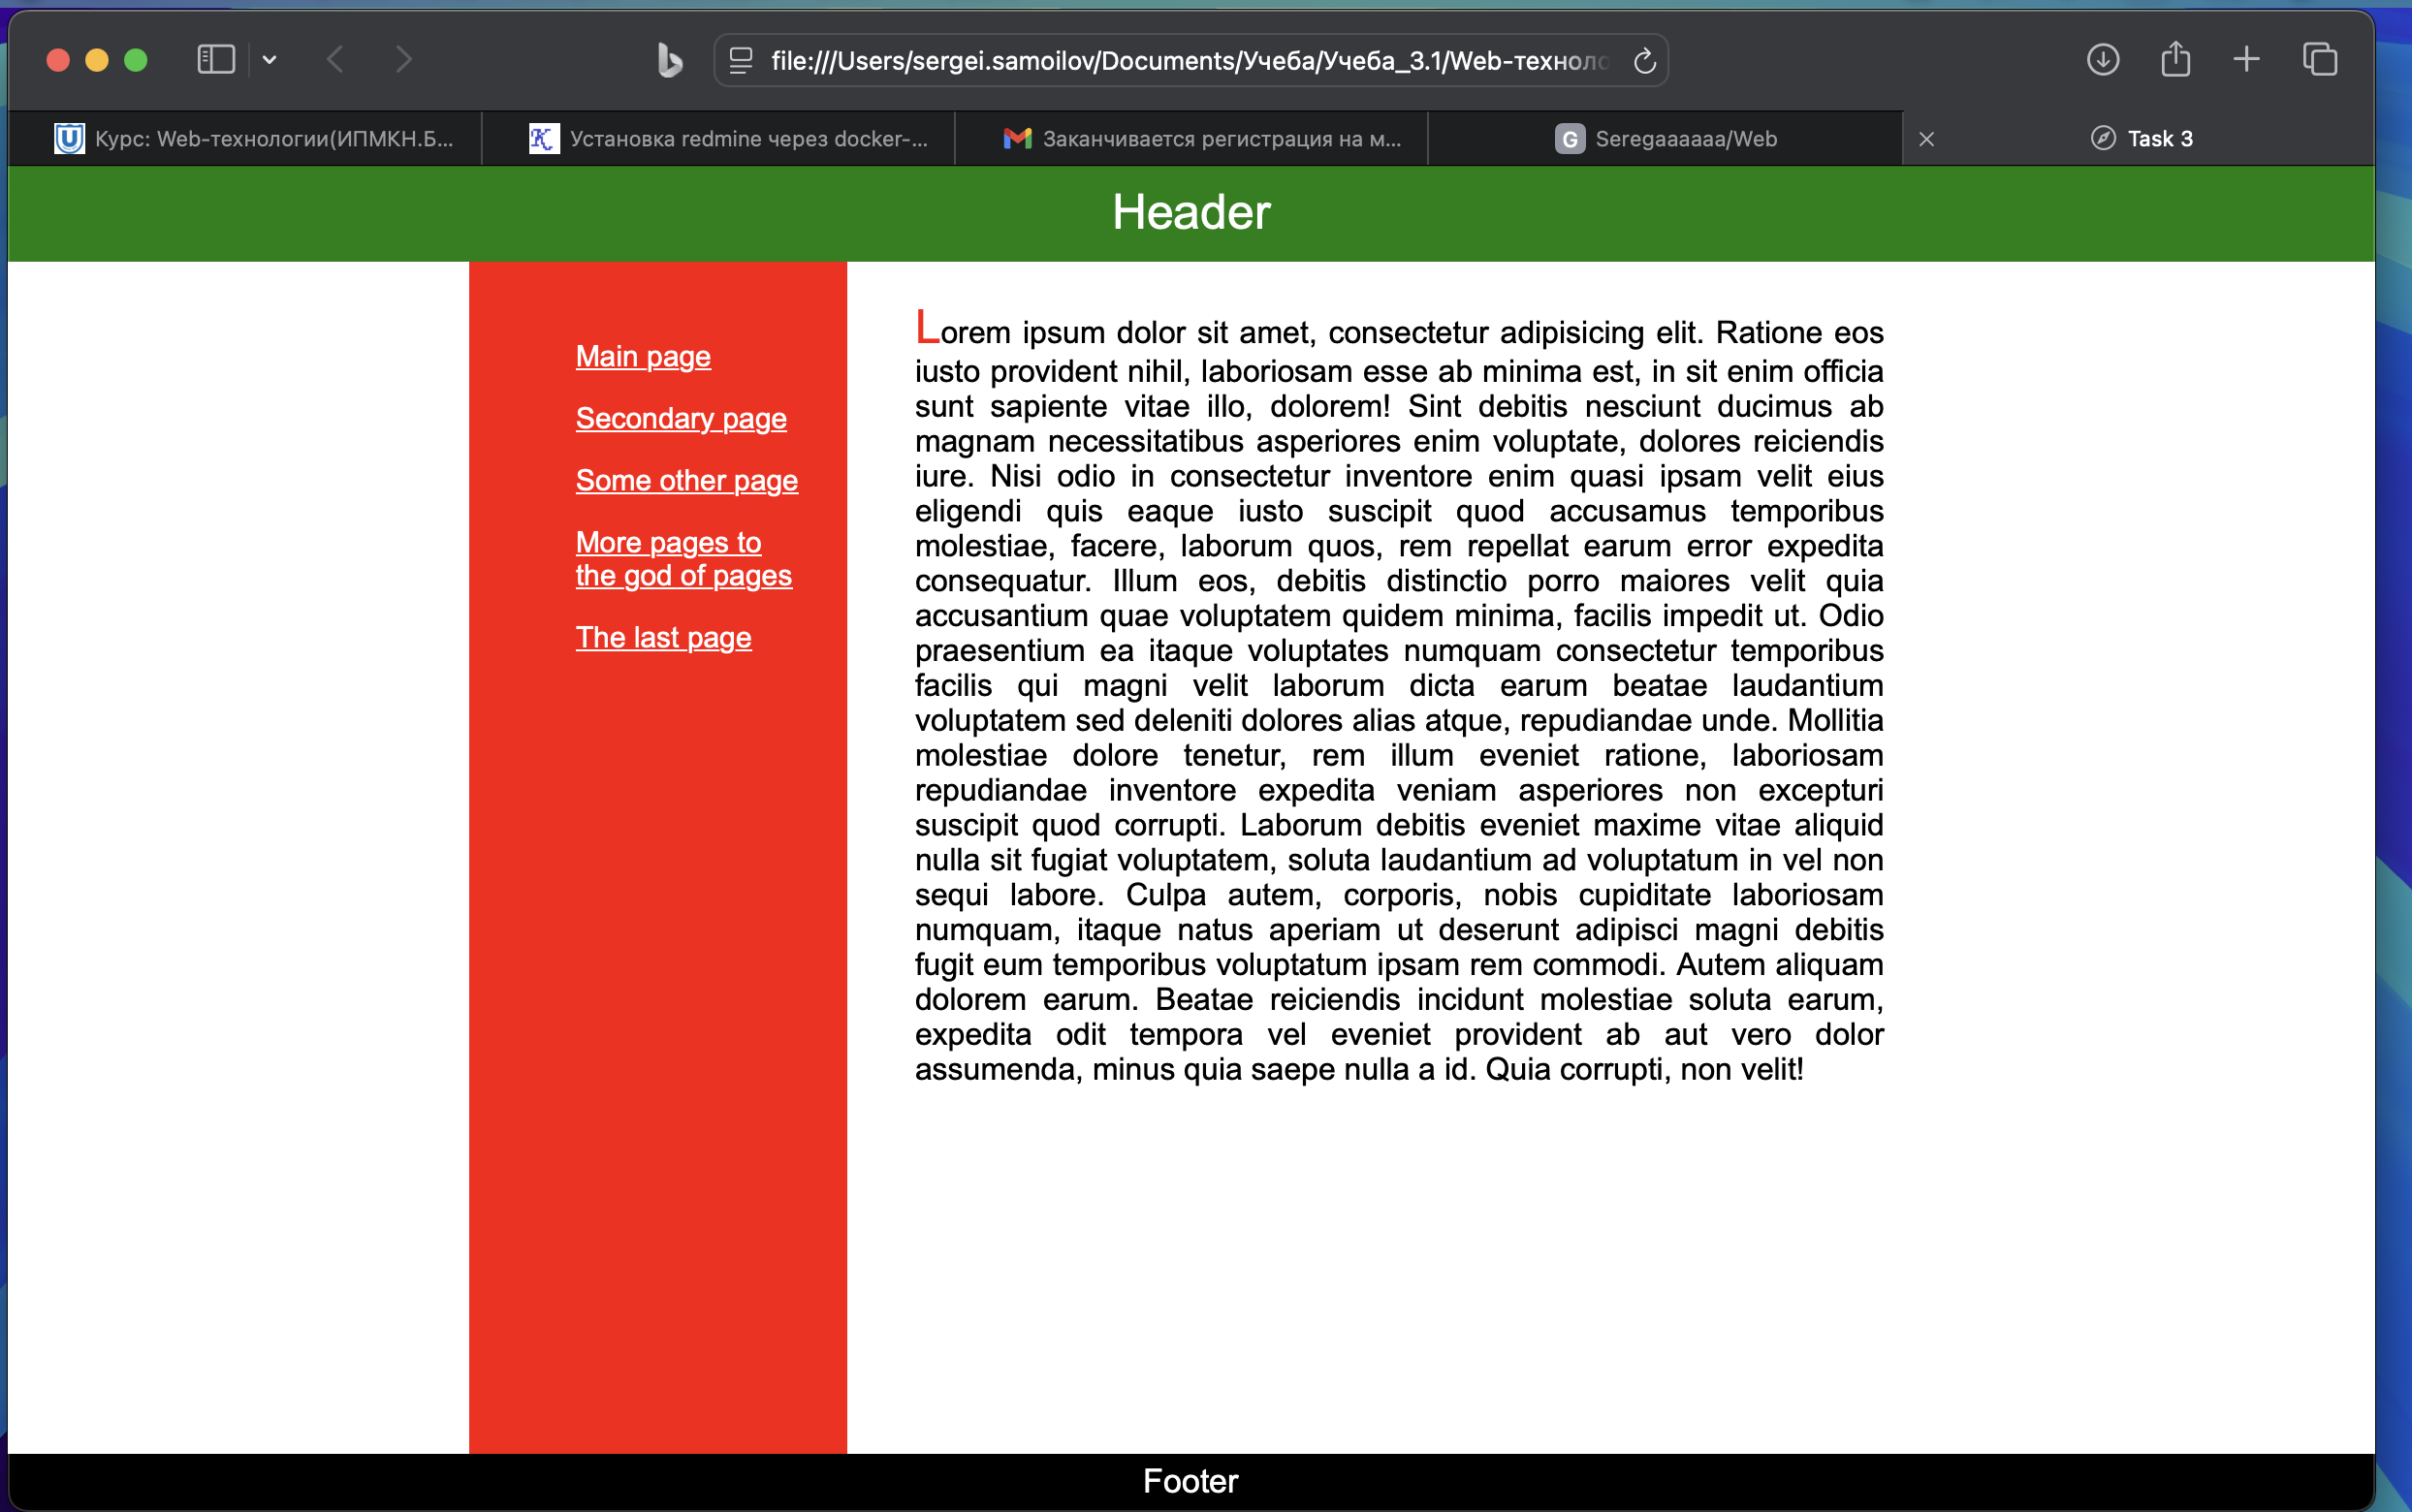 file:///Users/sergei.samoilov/Documents/Учеба/Учеба_3.1/Web-техноло
Курс: Web-технологии(ИПМКН.Б...
Установка redmine через docker-...
Заканчивается регистрация на м...
G Seregaaaaaa/Web
Task 3
Header
Main page
Secondary page
Some other page
More pages to
the god of pages
The last page
Lorem ipsum dolor sit amet, consectetur adipisicing elit. Ratione eos
iusto provident nihil, laboriosam esse ab minima est, in sit enim officia
sunt sapiente vitae illo, dolorem! Sint debitis nesciunt ducimus ab
magnam necessitatibus asperiores enim voluptate, dolores reiciendis
iure. Nisi odio in consectetur inventore enim quasi ipsam velit eius
eligendi quis eaque iusto suscipit quod accusamus temporibus
molestiae, facere, laborum quos, rem repellat earum error expedita
consequatur. Illum eos, debitis distinctio porro maiores velit quia
accusantium quae voluptatem quidem minima, facilis impedit ut. Odio
praesentium ea itaque voluptates numquam consectetur temporibus
facilis qui magni velit laborum dicta earum beatae laudantium
voluptatem sed deleniti dolores alias atque, repudiandae unde. Mollitia
molestiae dolore tenetur, rem illum eveniet ratione, laboriosam
repudiandae inventore expedita veniam asperiores non excepturi
suscipit quod corrupti. Laborum debitis eveniet maxime vitae aliquid
nulla sit fugiat voluptatem, soluta laudantium ad voluptatum in vel non
sequi labore. Culpa autem, corporis, nobis cupiditate laboriosam
numquam, itaque natus aperiam ut deserunt adipisci magni debitis
fugit eum temporibus voluptatum ipsam rem commodi. Autem aliquam
dolorem earum. Beatae reiciendis incidunt molestiae soluta earum,
expedita odit tempora vel eveniet provident ab aut vero dolor
assumenda, minus quia saepe nulla a id. Quia corrupti, non velit!
Footer